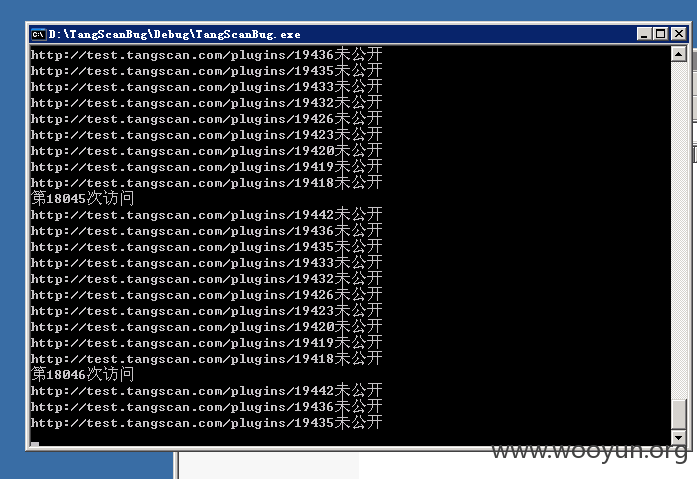 D:\TangScanBug\Debug\TangScanBug.exe
http://test.tangscan.com/plugins/19436未公开
http://test.tangscan.com/plugins/19435未公开
http://test.tangscan.com/plugins/19433未公开
http://test.tangscan.com/plugins/19432未公开
http://test.tangscan.com/plugins/19426未公开
http://test.tangscan.com/plugins/19423未公开
http://test.tangscan.com/plugins/19420未公开
http://test.tangscan.com/plugins/19419未公开
http://test.tangscan.com/plugins/19418未公开
第18045次访问
http://test.tangscan.com/plugins/19442未公开
http://test.tangscan.com/plugins/19436未公开
http://test.tangscan.com/plugins/19435未公开
http://test.tangscan.com/plugins/19433未公开
http://test.tangscan.com/plugins/19432未公开
http://test.tangscan.com/plugins/19426未公开
http://test.tangscan.com/plugins/19423未公开
http://test.tangscan.com/plugins/19420未公开
http://test.tangscan.com/plugins/19419未公开
http://test.tangscan.com/plugins/19418未公开
第18046次访问
http://test.tangscan.com/plugins/19442未公开
http://test.tangscan.com/plugins/19436未公开
http://test.tangscan.com/plugins/19435未公开
www.wooyun.org